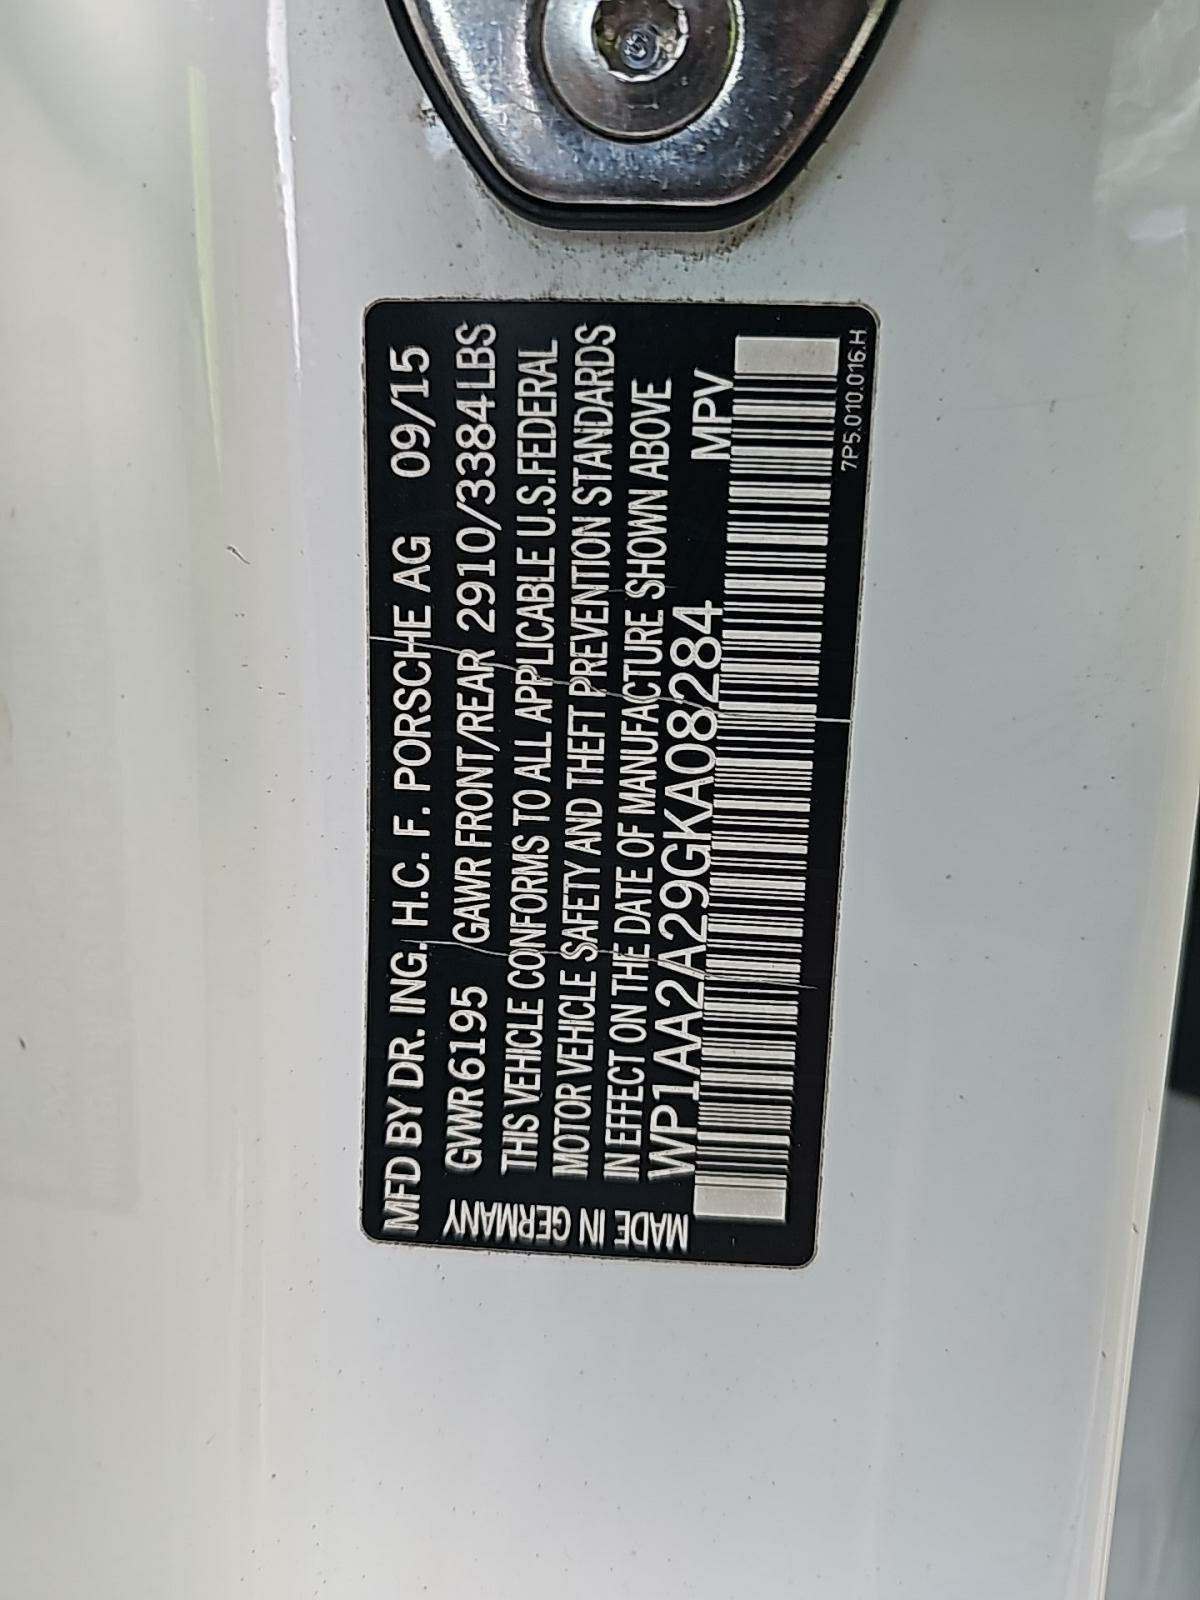 MFD BY DR. ING. H.C. F. PORSCHE AG 09/15
GVWR 6195 GAWR FRONT/REAR 2910/3384 LBS
THIS VEHICLE CONFORMS TO ALL APPLICABLE U.S.FEDERAL
MOTOR VEHICLE SAFETY AND THEFT PREVENTION STANDARDS
IN EFFECT ON THE DATE OF MANUFACTURE SHOWN ABOVE
WP1AA2A29GKA08284 MPV
MADE IN GERMANY
7P5.010.016.H